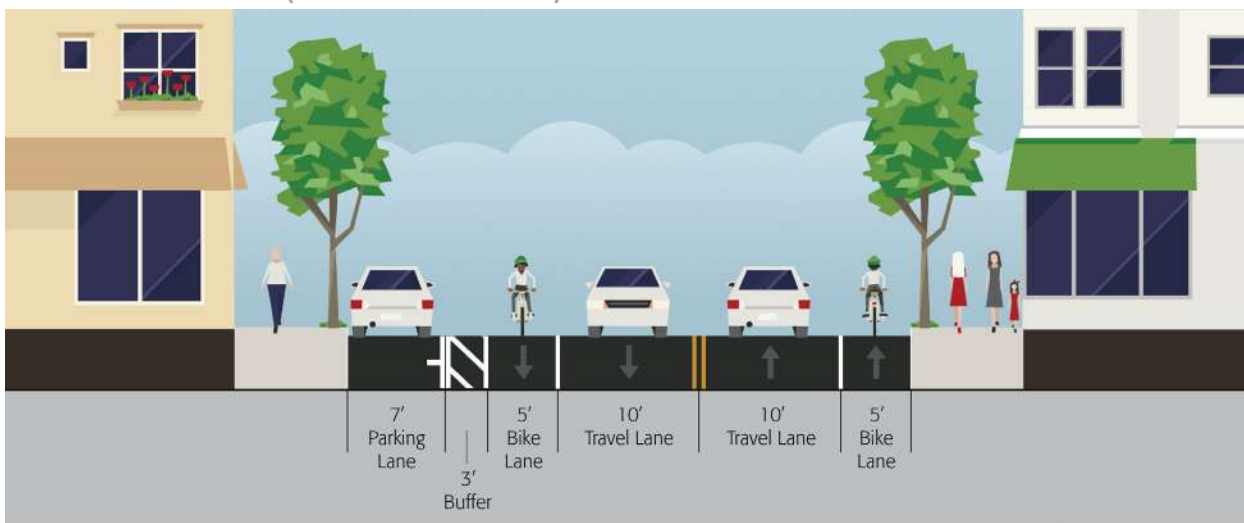 7’
Parking
Lane
3’
Buffer
5’
Bike
Lane
10’
Travel Lane
10’
Travel Lane
5’
Bike
Lane